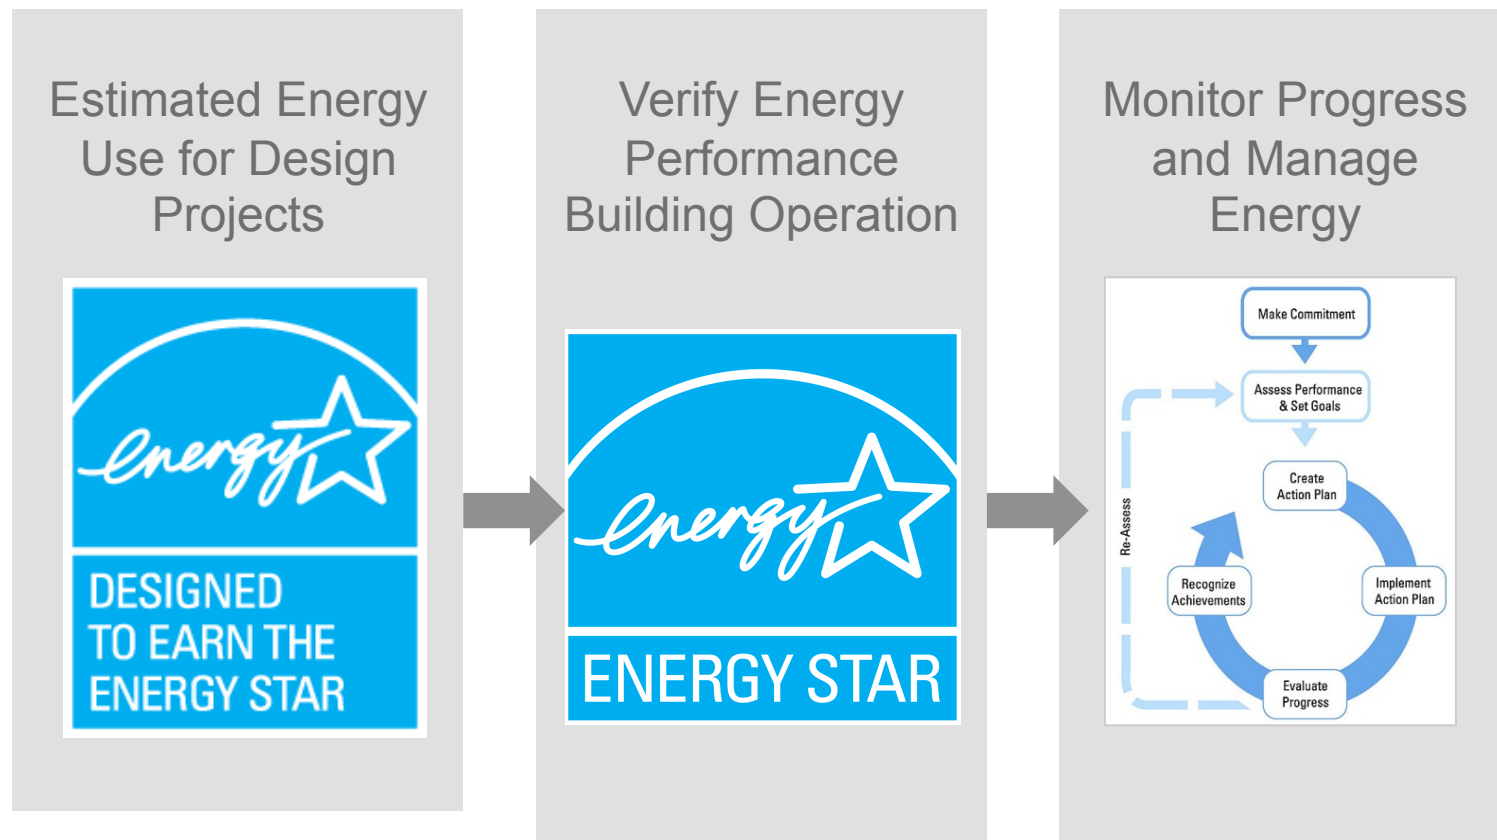 Estimated Energy
Use for Design
Projects
energy
DESIGNED
TO EARN THE
ENERGY STAR
Verify Energy
Performance
Building Operation
energy
ENERGY STAR
Monitor Progress
and Manage
Energy
Make Commitment
Assess Performance
& Set Goals
Create
Action Plan
Re-Assess
Recognize
Achievements
Implement
Action Plan
Evaluate
Progress